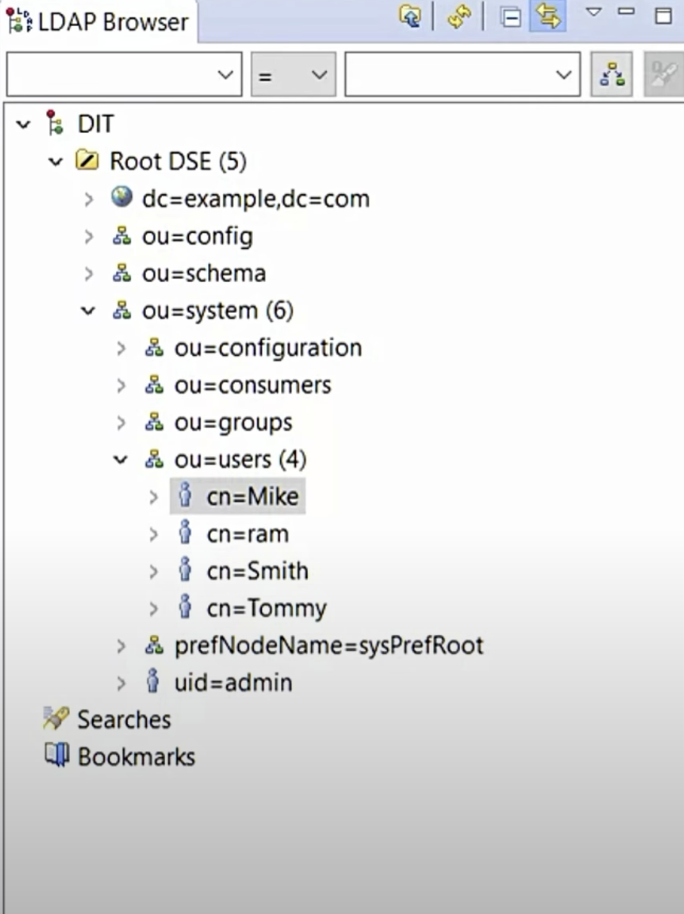 LDAP Browser
=
DIT
Root DSE (5)
dc=example,dc=com
ou=config
ou=schema
ou=system (6)
ou=configuration
ou=consumers
ou=groups
ou=users (4)
cn=Mike
cn=ram
cn=Smith
cn=Tommy
prefNodeName=sysPrefRoot
uid=admin
Searches
Bookmarks